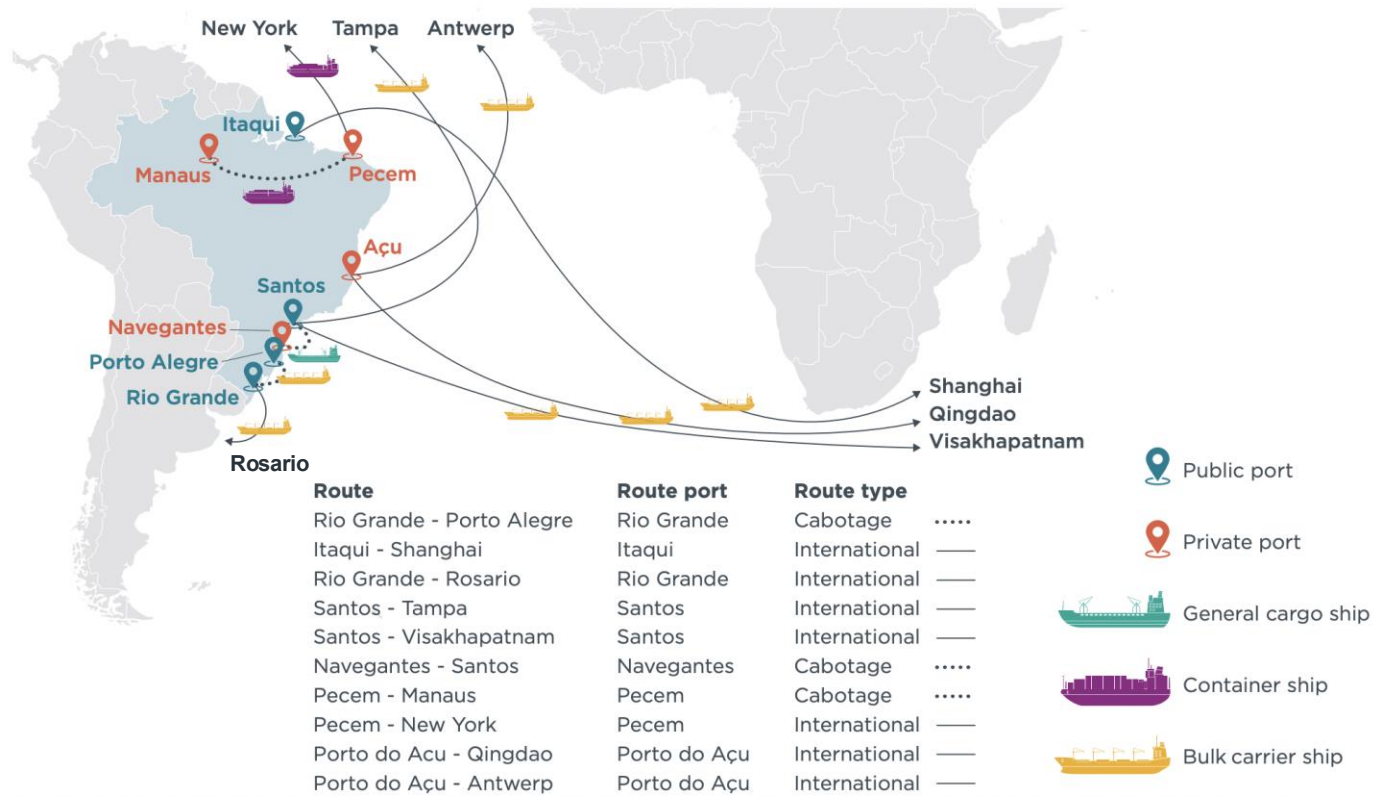 New York
Tampa
Antwerp
Itaqui
Manaus
Pecem
Açu
Santos
Navegantes
Porto Alegre
Rio Grande
Rosario
Shanghai
Qingdao
Visakhapatnam
Route Route port Route type
Rio Grande - Porto Alegre Rio Grande Cabotage
Itaqui - Shanghai Itaqui International
Rio Grande - Rosario Rio Grande International
Santos - Tampa Santos International
Santos - Visakhapatnam Santos International
Navegantes - Santos Navegantes Cabotage
Pecem - Manaus Pecem Cabotage
Pecem - New York Pecem International
Porto do Acu - Qingdao Porto do Açu International
Porto do Açu - Antwerp Porto do Açu International
Public port
Private port
General cargo ship
Container ship
Bulk carrier ship